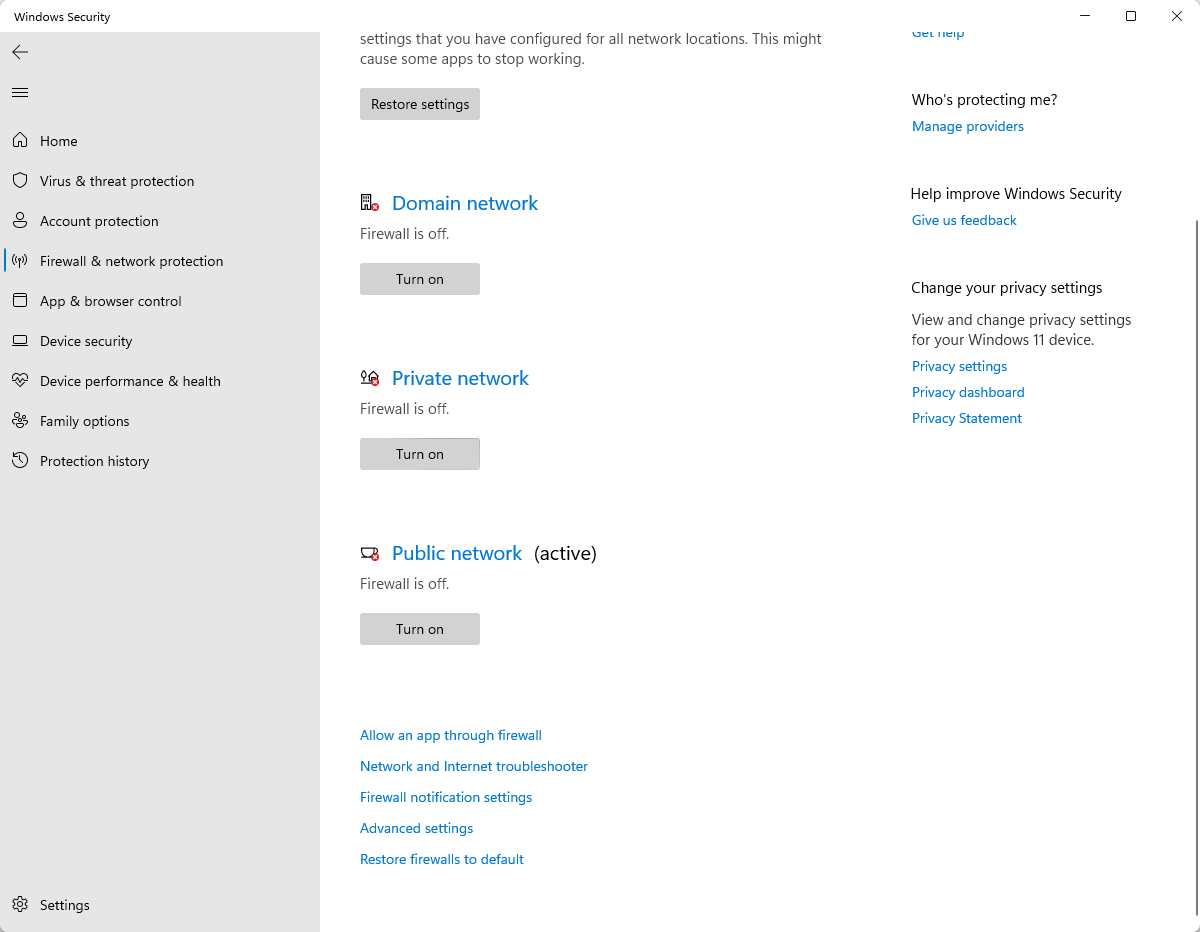 Windows Security
Home
Virus & threat protection
Account protection
Firewall & network protection
App & browser control
Device security
Device performance & health
Family options
Protection history
Settings
settings that you have configured for all network locations. This might
cause some apps to stop working.
Restore settings
Domain network
Firewall is off.
Turn on
Private network
Firewall is off.
Turn on
Public network (active)
Firewall is off.
Turn on
Allow an app through firewall
Network and Internet troubleshooter
Firewall notification settings
Advanced settings
Restore firewalls to default
Get help
Who's protecting me?
Manage providers
Help improve Windows Security
Give us feedback
Change your privacy settings
View and change privacy settings
for your Windows 11 device.
Privacy settings
Privacy dashboard
Privacy Statement